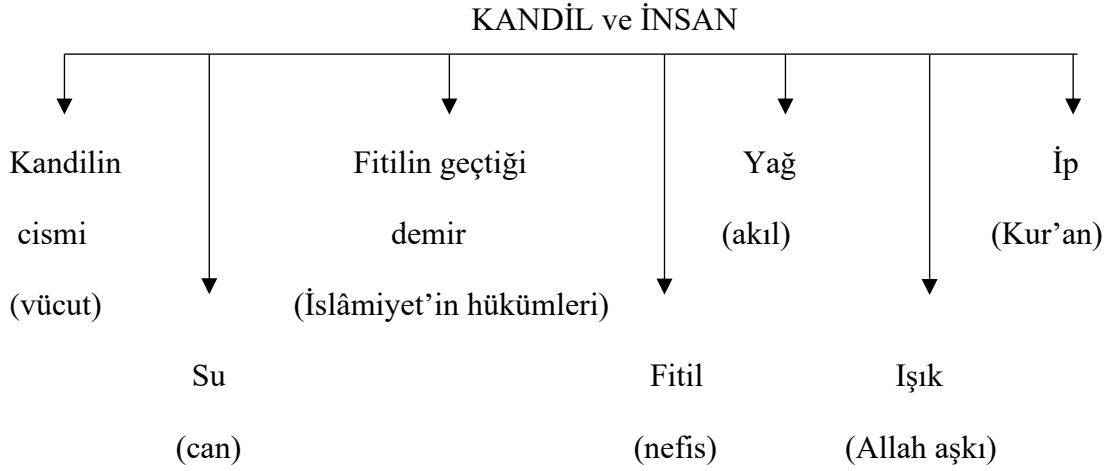 KANDİL ve İNSAN
Kandilin
cismi
(vücut)
Su
(can)
Fitilin geçtiği
demir
(İslâmiyet’in hükümleri)
Fitil
(nefis)
Yağ
(akıl)
Işık
(Allah aşkı)
İp
(Kur’an)